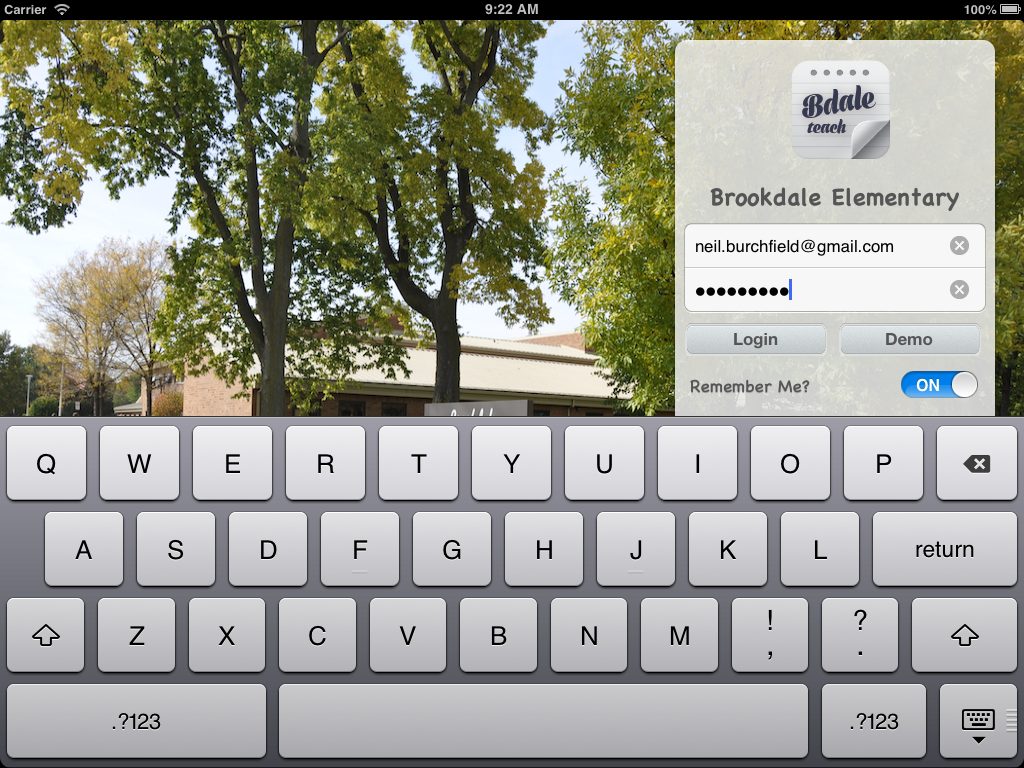 Carrier 9:22 AM 100%
Bdale
teach
Brookdale Elementary
neil.burchfield@gmail.com
●●●●●●●●●
Login Demo
Remember Me? ON
Q W E R T Y U I O P
A S D F G H J K L return
Z X C V B N M ! , ? .
.?123 .?123